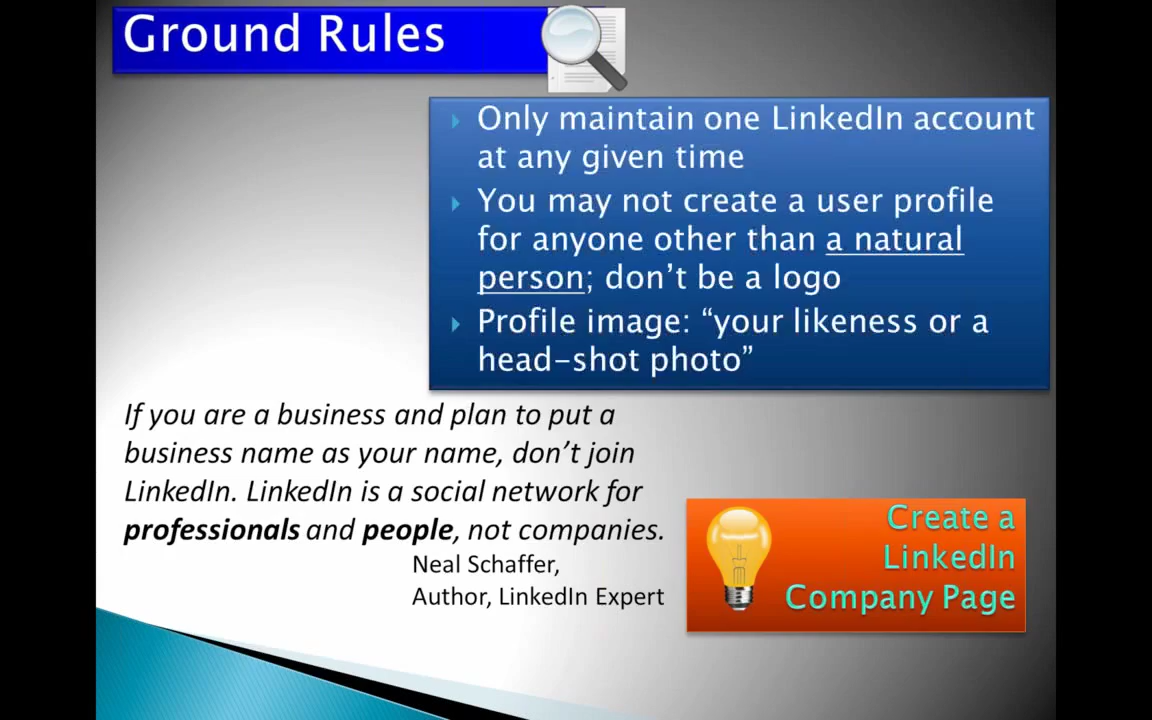 Ground Rules
Only maintain one LinkedIn account
at any given time
You may not create a user profile
for anyone other than a natural
person; don’t be a logo
Profile image: “your likeness or a
head-shot photo”
If you are a business and plan to put a
business name as your name, don’t join
LinkedIn. LinkedIn is a social network for
professionals and people, not companies.
Neal Schaffer,
Author, LinkedIn Expert
Create a
LinkedIn
Company Page